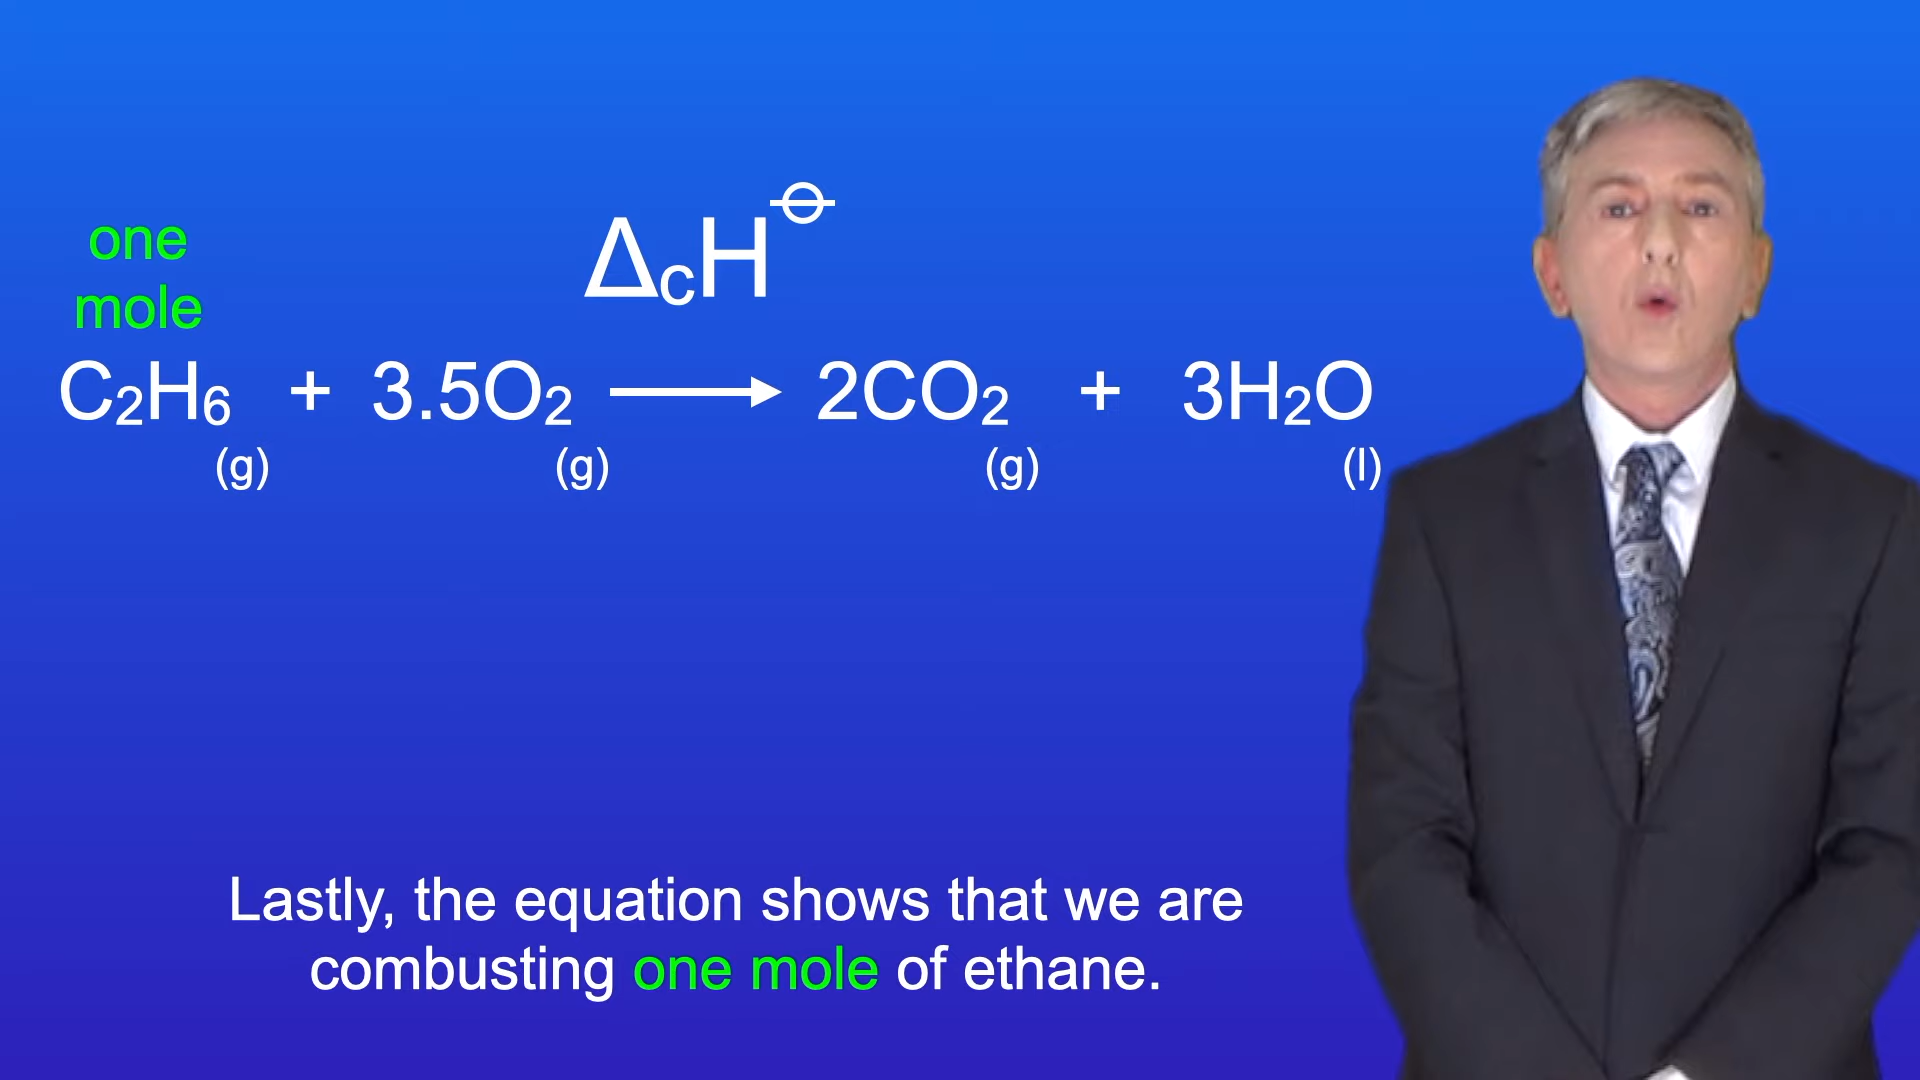 one
mole
ΔcH⦵
C₂H₆ + 3.5O₂ ⟶ 2CO₂ + 3H₂O
(g) (g) (g) (l)
Lastly, the equation shows that we are
combusting one mole of ethane.